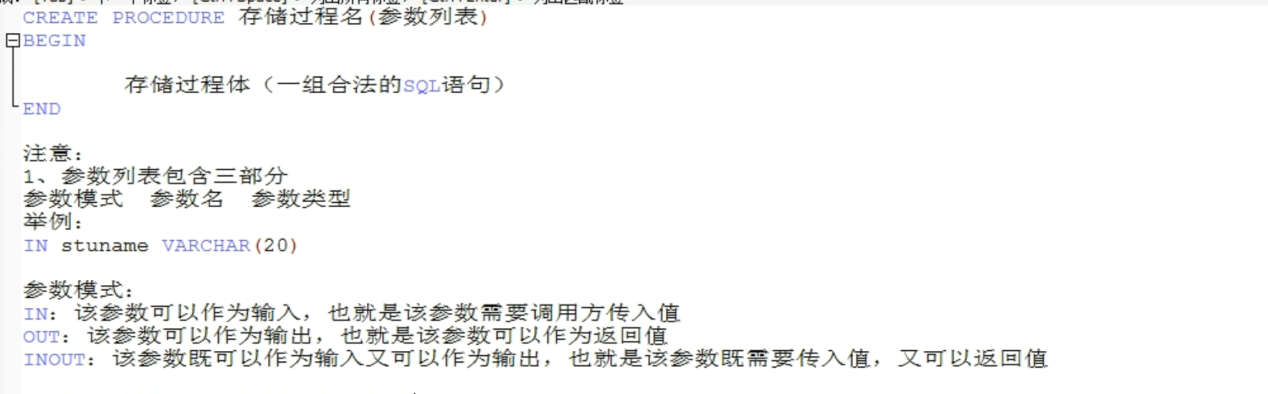 CREATE PROCEDURE 存储过程名(参数列表)
BEGIN
存储过程体（一组合法的SQL语句）
END
注意：
1、参数列表包含三部分
参数模式 参数名 参数类型
举例：
IN stuname VARCHAR(20)
参数模式：
IN：该参数可以作为输入，也就是该参数需要调用方传入值
OUT：该参数可以作为输出，也就是该参数可以作为返回值
INOUT：该参数既可以作为输入又可以作为输出，也就是该参数既需要传入值，又可以返回值